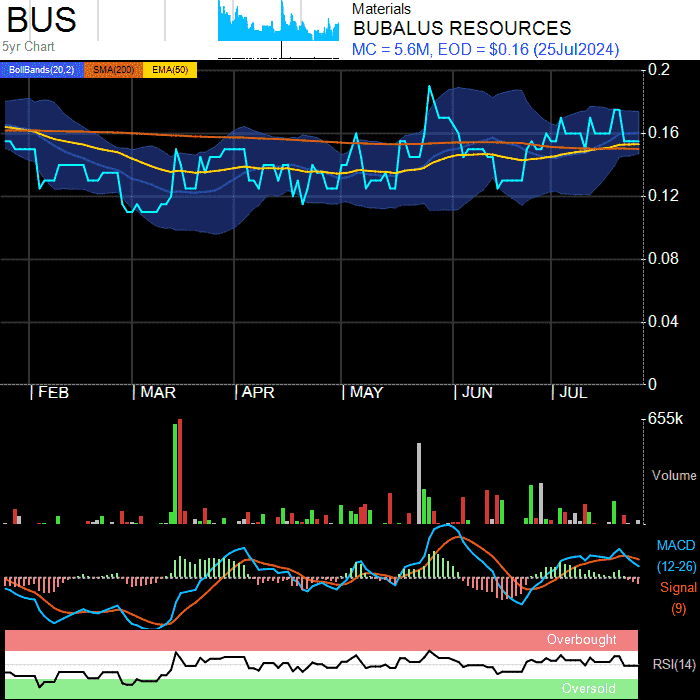 BUS
5yr Chart
Materials
BUBALUS RESOURCES
MC = 5.6M, EOD = $0.16 (25Jul2024)
BollBands(20,2) SMA(200) EMA(50)
0.2
0.16
0.12
0.08
0.04
0
FEB MAR APR MAY JUN JUL
655k
Volume
MACD
(12-26)
Signal
(9)
Overbought
RSI(14)
Oversold